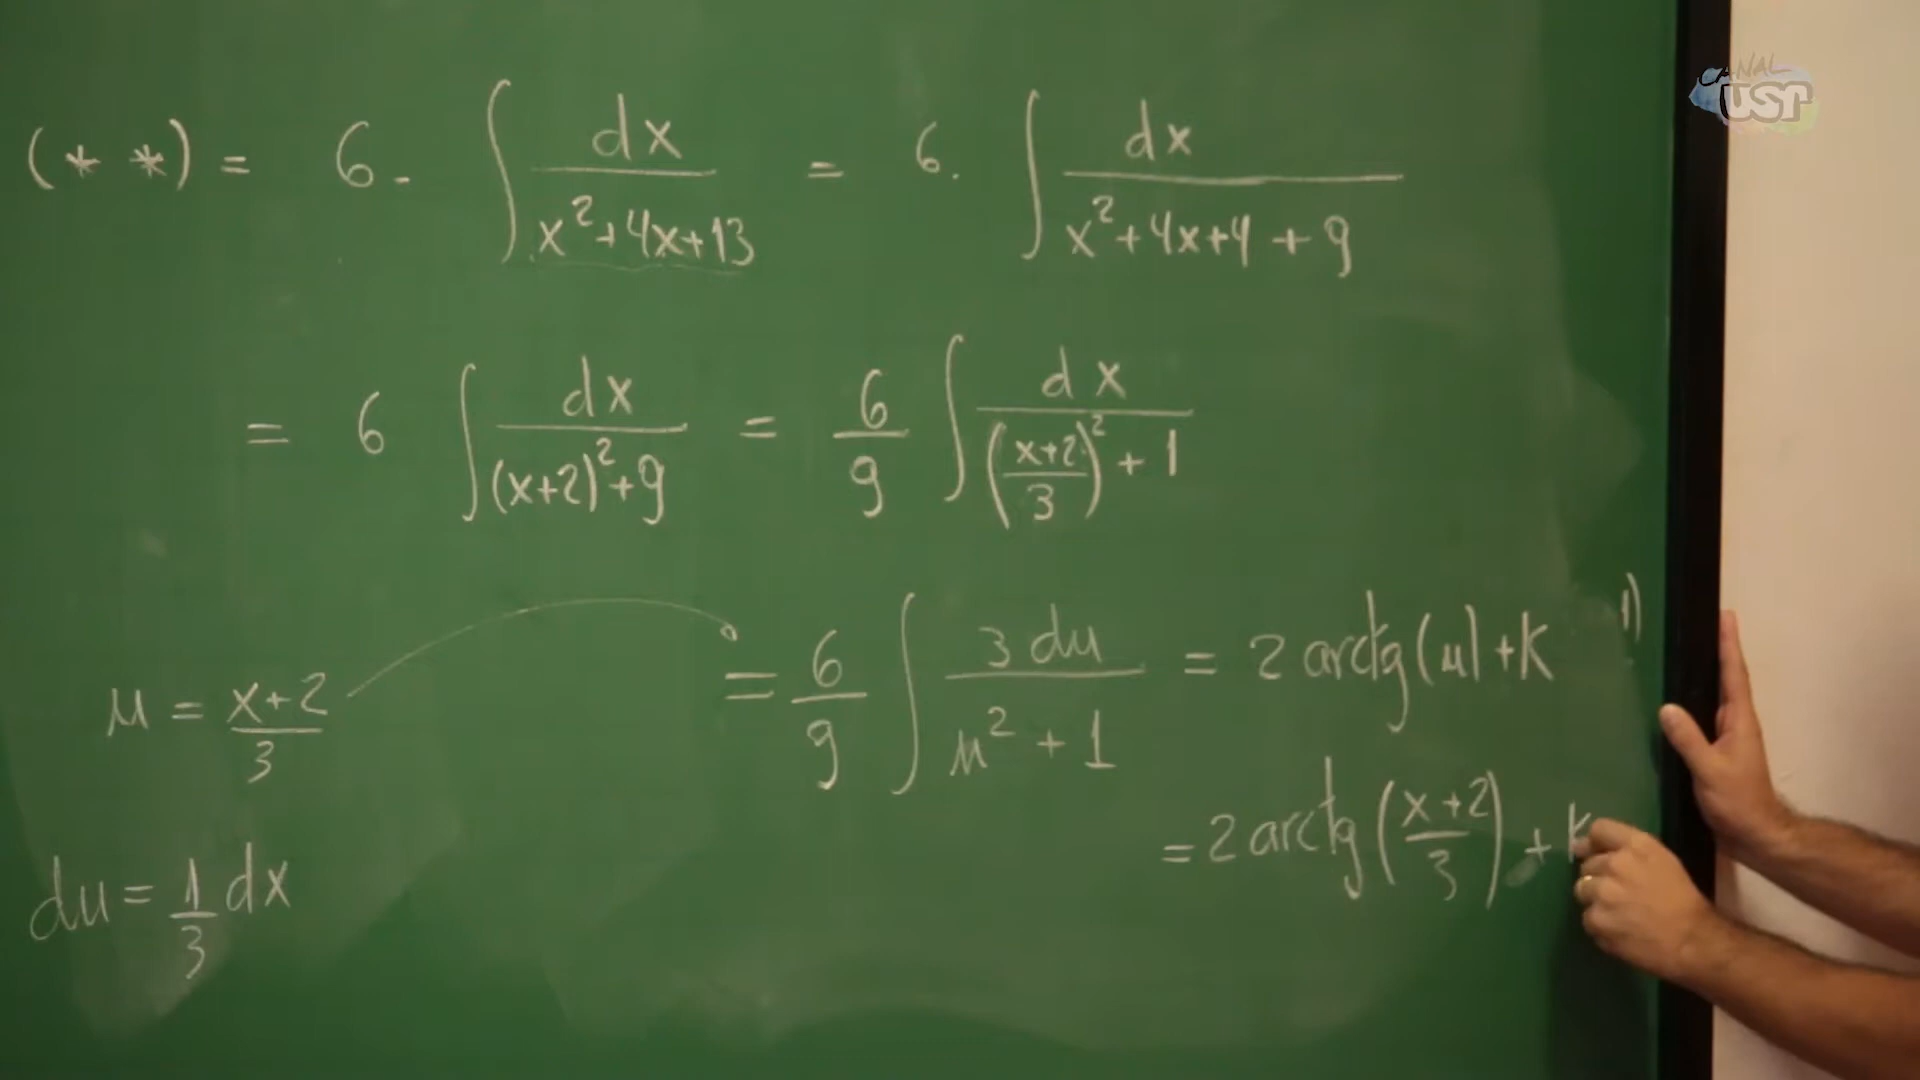 CANAL
USP
(* *) = 6 . ∫ dx / (x² + 4x + 13) = 6 . ∫ dx / (x² + 4x + 4 + 9)
= 6 ∫ dx / ((x+2)² + 9) = 6/9 ∫ dx / (((x+2)/3)² + 1)
u = (x+2)/3 = 6/9 ∫ 3 du / (u² + 1) = 2 arctg(u) + k
du = 1/3 dx = 2 arctg((x+2)/3) + k